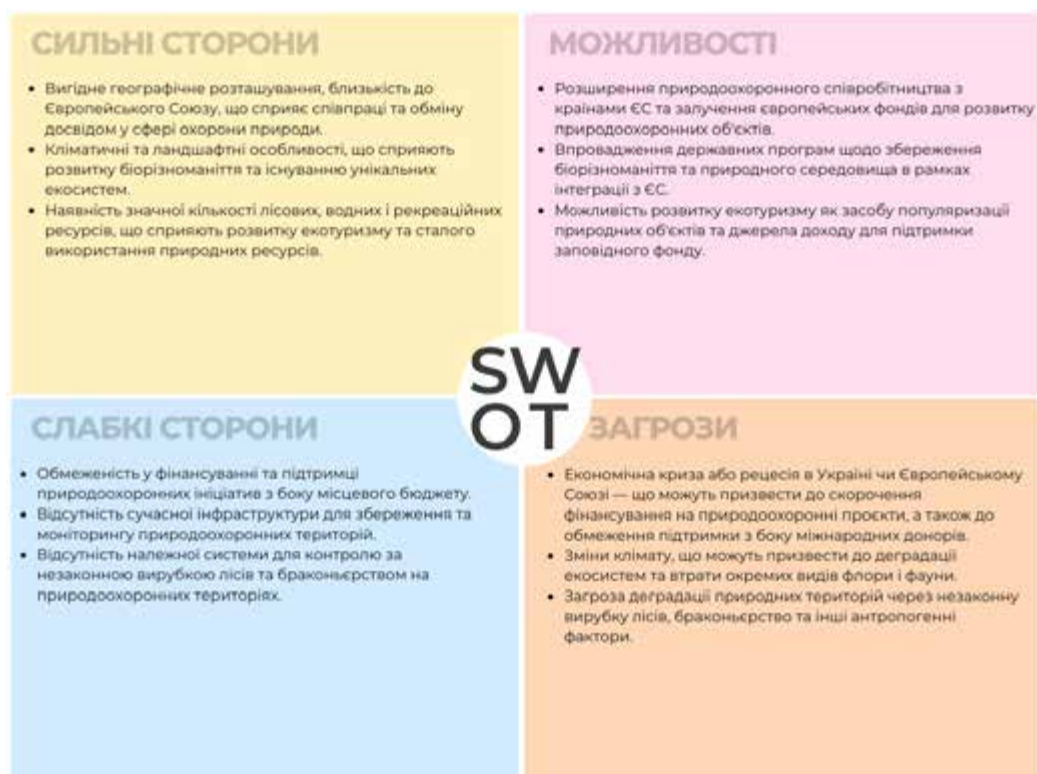 СИЛЬНІ СТОРОНИ
• Вигідне географічне розташування, близькість до
Європейського Союзу, що сприяє співпраці та обміну
досвідом у сфері охорони природи.
• Кліматичні та ландшафтні особливості, що сприяють
розвитку біорізноманіття та існуванню унікальних
екосистем.
• Наявність значної кількості лісових, водних і рекреаційних
ресурсів, що сприяють розвитку екотуризму та сталого
використання природних ресурсів.
МОЖЛИВОСТІ
• Розширення природоохоронного співробітництва з
країнами ЄС та залучення європейських фондів для розвитку
природоохоронних об'єктів.
• Впровадження державних програм щодо збереження
біорізноманіття та природного середовища в рамках
інтеграції з ЄС.
• Можливість розвитку екотуризму як засобу популяризації
природних об'єктів та джерела доходу для підтримки
заповідного фонду.
SW
OT
СЛАБКІ СТОРОНИ
• Обмеженість у фінансуванні та підтримці
природоохоронних ініціатив з боку місцевого бюджету.
• Відсутність сучасної інфраструктури для збереження та
моніторингу природоохоронних територій.
• Відсутність належної системи для контролю за
незаконною вирубкою лісів та браконьєрством на
природоохоронних територіях.
ЗАГРОЗИ
• Економічна криза або рецесія в Україні чи Європейському
Союзі — що можуть призвести до скорочення
фінансування на природоохоронні проєкти, а також до
обмеження підтримки з боку міжнародних донорів.
• Зміни клімату, що можуть призвести до деградації
екосистем та втрати окремих видів флори і фауни.
• Загроза деградації природних територій через незаконну
вирубку лісів, браконьєрство та інші антропогенні
фактори.